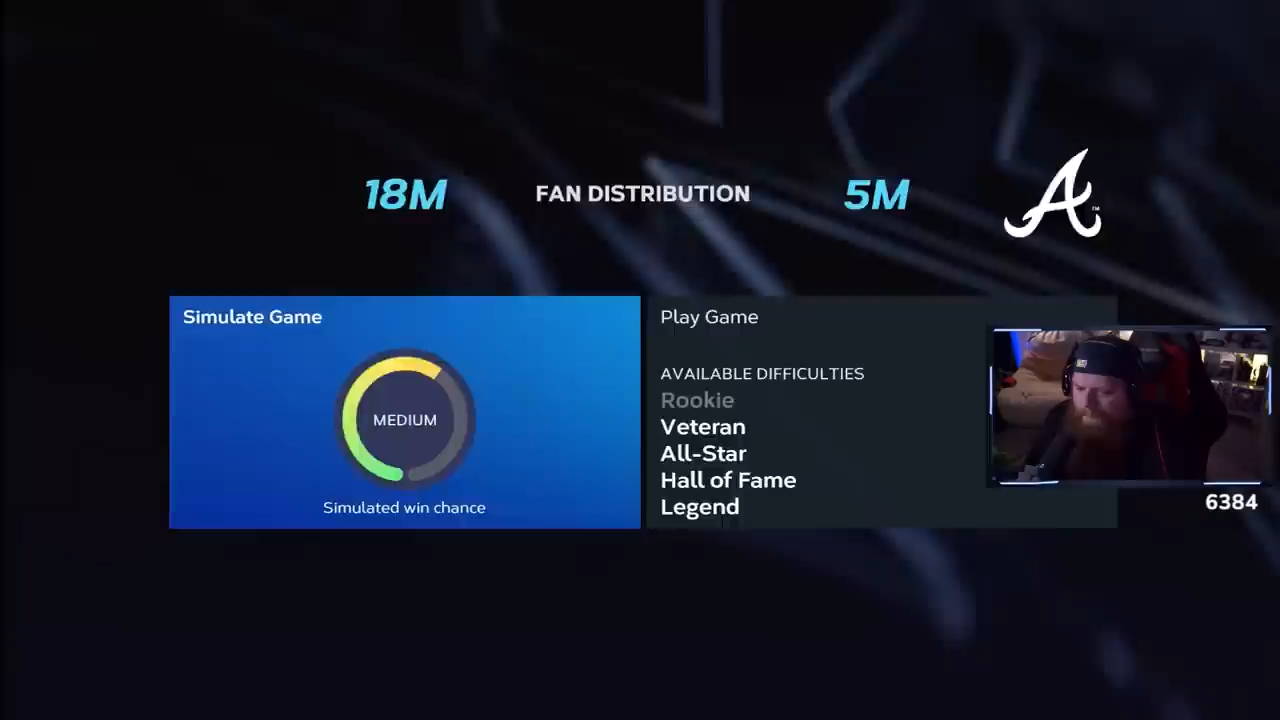 18M FAN DISTRIBUTION 5M
A™
Simulate Game
MEDIUM
Simulated win chance
Play Game
AVAILABLE DIFFICULTIES
Rookie
Veteran
All-Star
Hall of Fame
Legend
6384